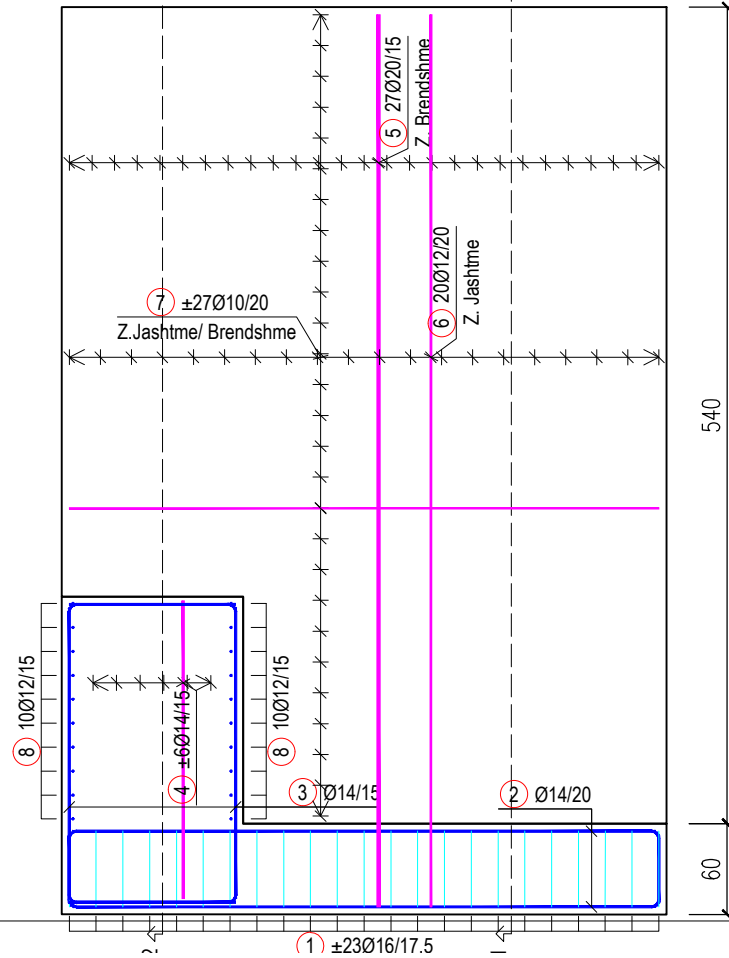 5 27Ø20/15
Z. Brendshme
6 20Ø12/20
Z. Jashtme
7 ±27Ø10/20
Z.Jashtme/ Brendshme
540
8 10Ø12/15
4 ±6Ø14/15
8 10Ø12/15
3 Ø14/15
2 Ø14/20
60
1 ±23Ø16/17.5